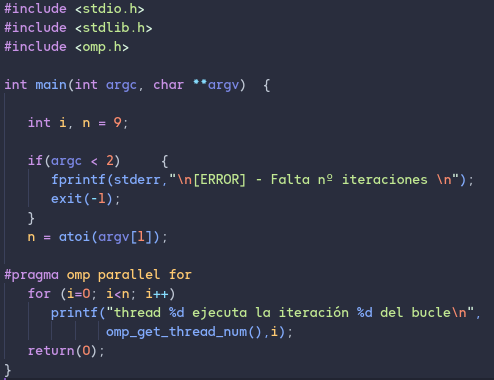 #include <stdio.h>
#include <stdlib.h>
#include <omp.h>
int main(int argc, char **argv)  {
int i, n = 9;
if(argc < 2)     {
fprintf(stderr,"\n[ERROR] - Falta nº iteraciones \n");
exit(-1);
}
n = atoi(argv[1]);
#pragma omp parallel for
for (i=0; i<n; i++)
printf("thread %d ejecuta la iteración %d del bucle\n",
omp_get_thread_num(),i);
return(0);
}